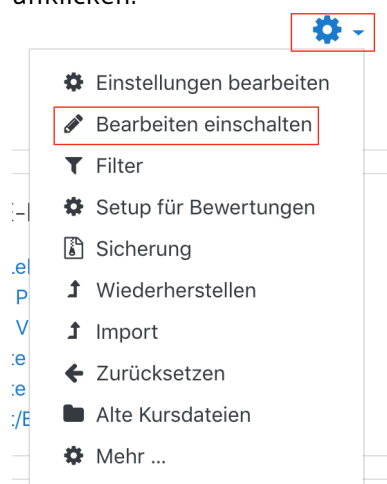 anklicken.
Einstellungen bearbeiten
Bearbeiten einschalten
Filter
Setup für Bewertungen
Sicherung
Wiederherstellen
Import
Zurücksetzen
Alte Kursdateien
Mehr ...